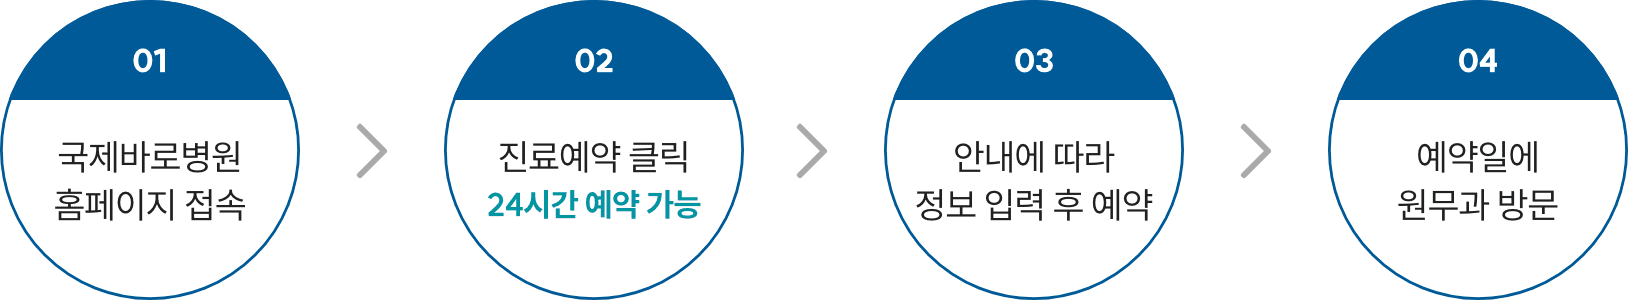 01
국제바로병원
홈페이지 접속
02
진료예약 클릭
24시간 예약 가능
03
안내에 따라
정보 입력 후 예약
04
예약일에
원무과 방문